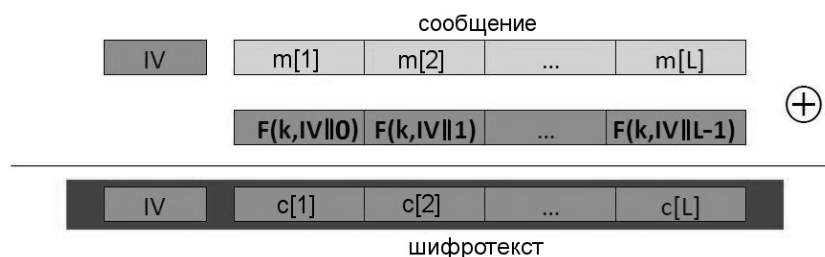 сообщение
IV m[1] m[2] ... m[L]
F(k,IV‖0) F(k,IV‖1) ... F(k,IV‖L-1)
IV c[1] c[2] ... c[L]
шифротекст